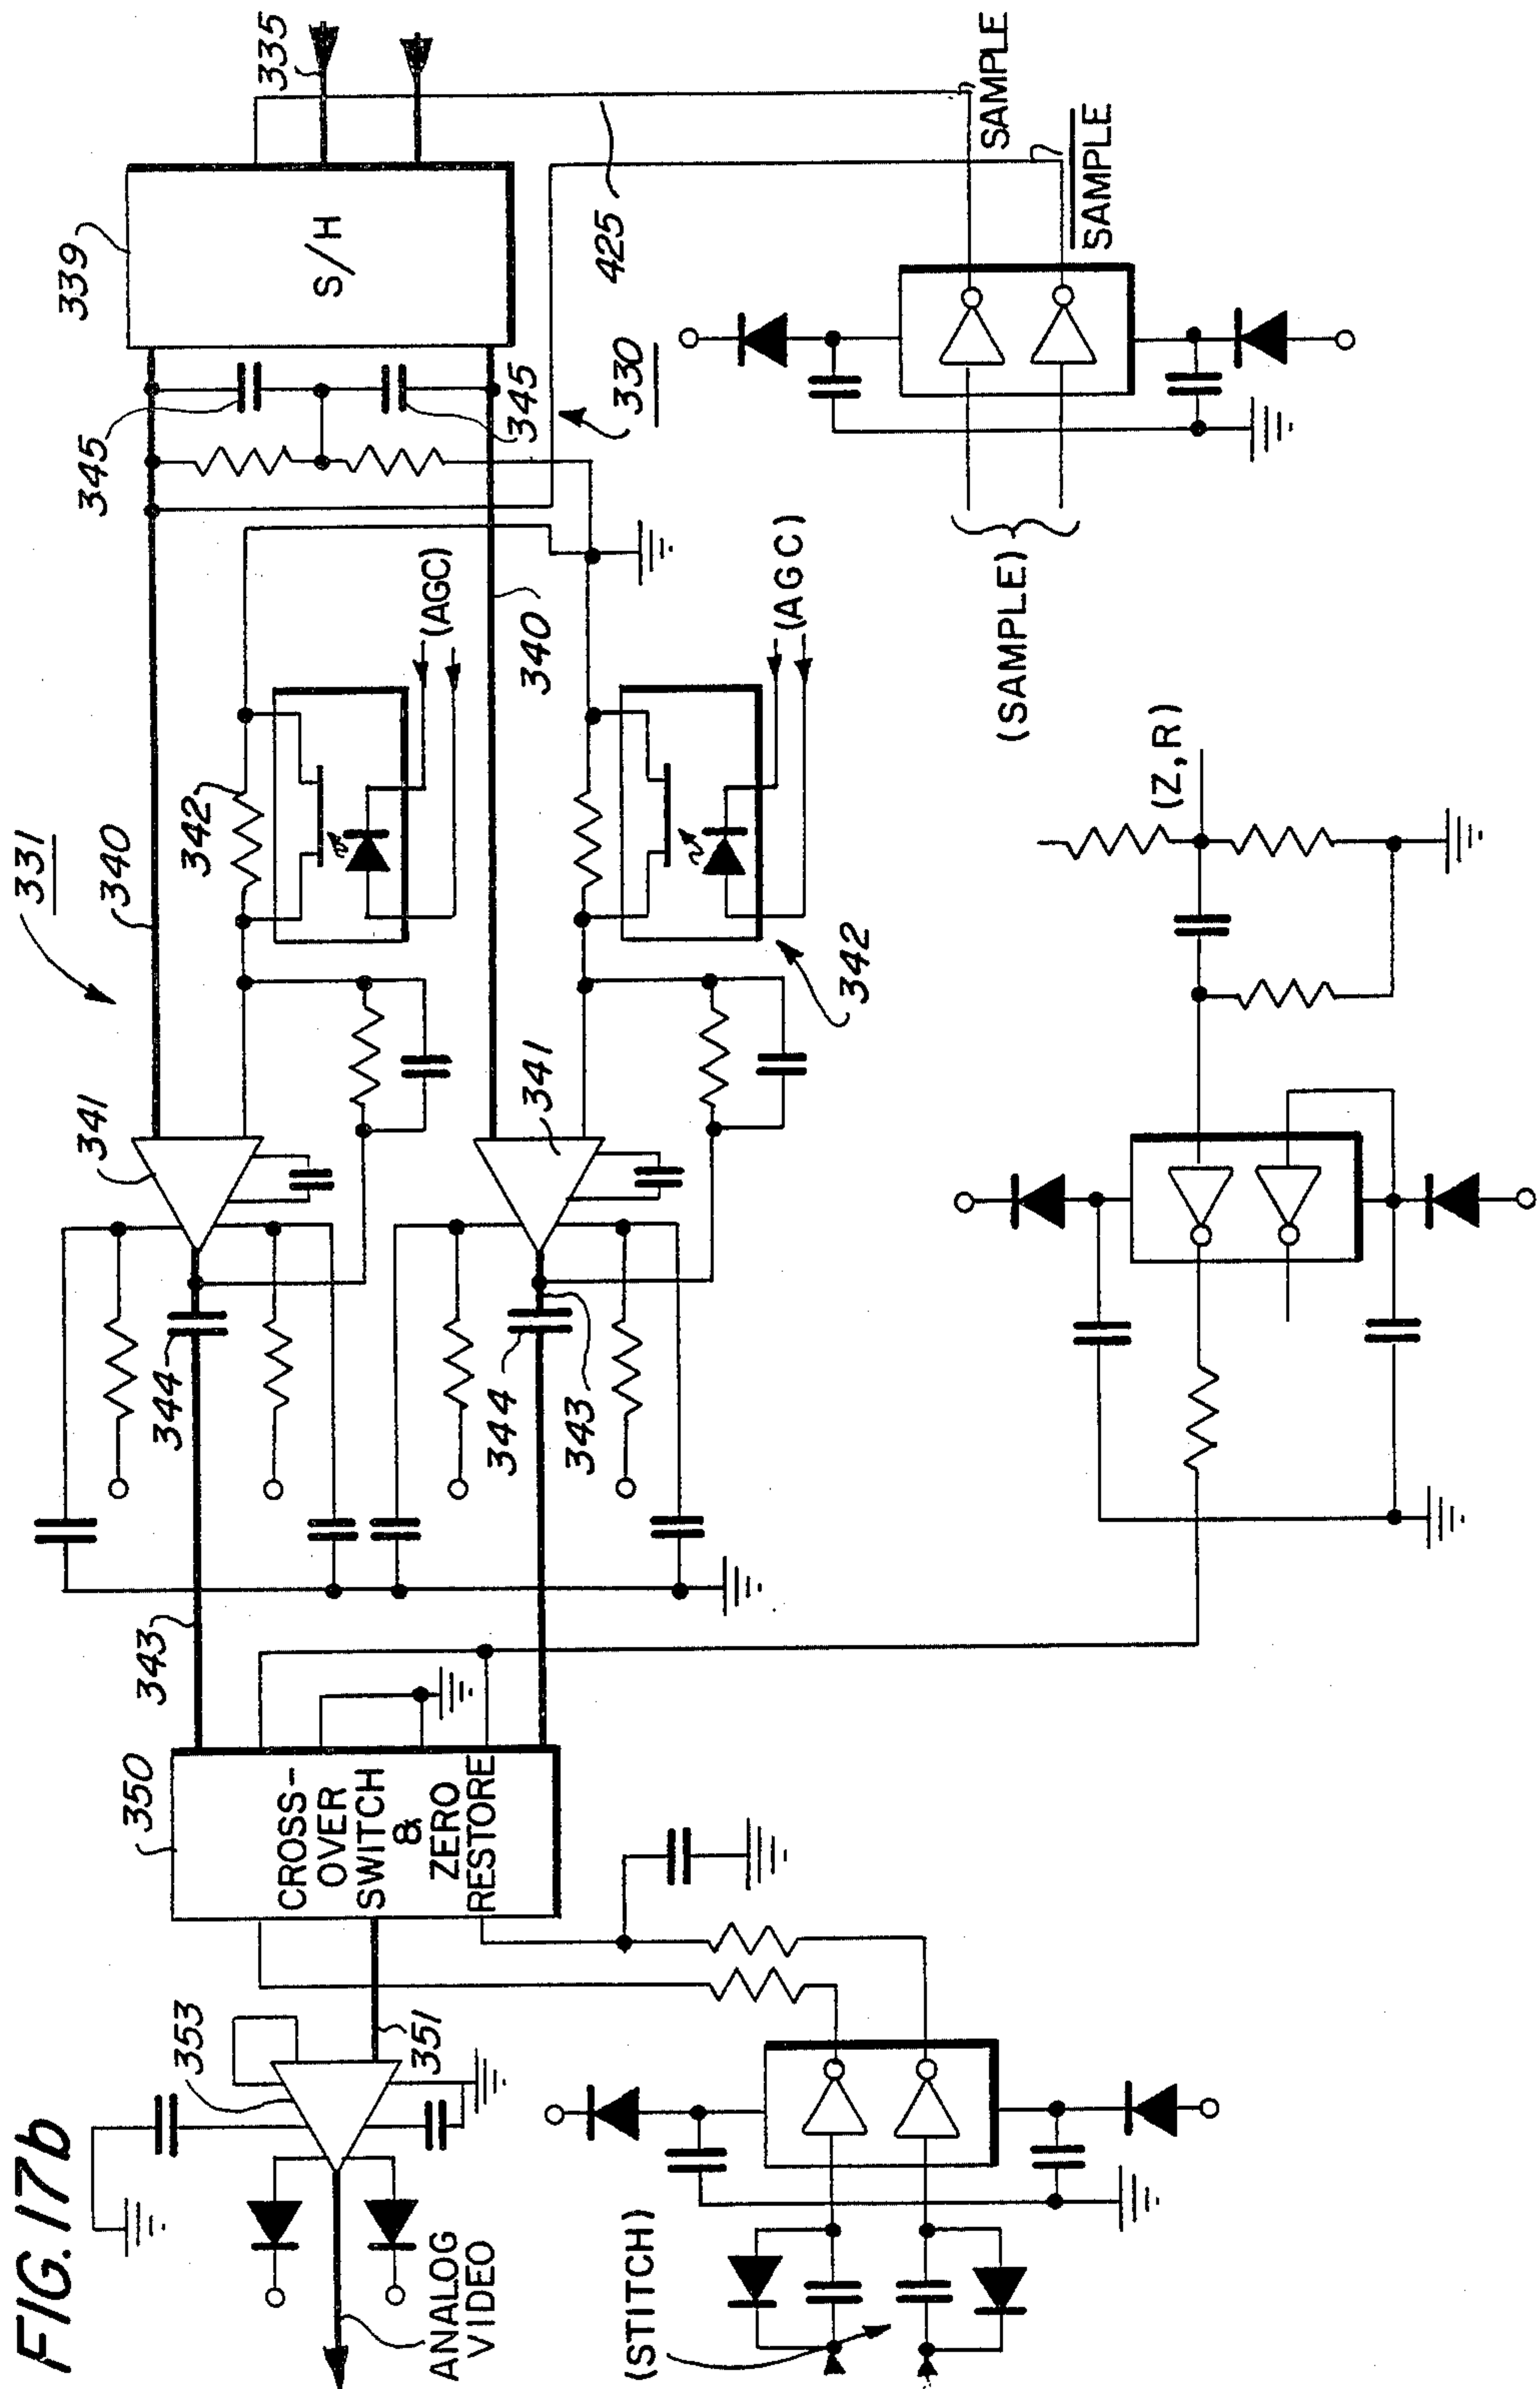 FIG. 17b
331
339
335
S/H
345
345
330
425
340
340
341
341
342
342
(AGC)
(AGC)
343
343
344
344
350
CROSS-
OVER
SWITCH
&
ZERO
RESTORE
353
351
ANALOG
VIDEO
(STITCH)
(Z,R)
(SAMPLE)
SAMPLE
SAMPLE